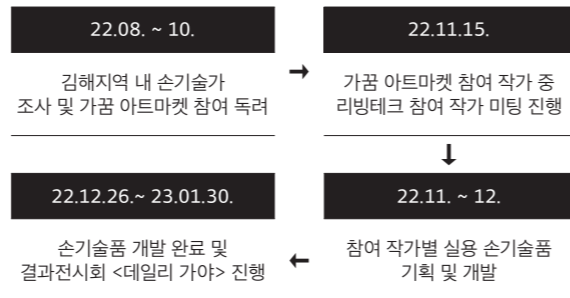 22.08. ~ 10.
김해지역 내 손기술가
조사 및 가꿈 아트마켓 참여 독려
22.11.15.
가꿈 아트마켓 참여 작가 중
리빙테크 참여 작가 미팅 진행
22.11. ~ 12.
참여 작가별 실용 손기술품
기획 및 개발
22.12.26.~ 23.01.30.
손기술품 개발 완료 및
결과전시회 <데일리 가야> 진행